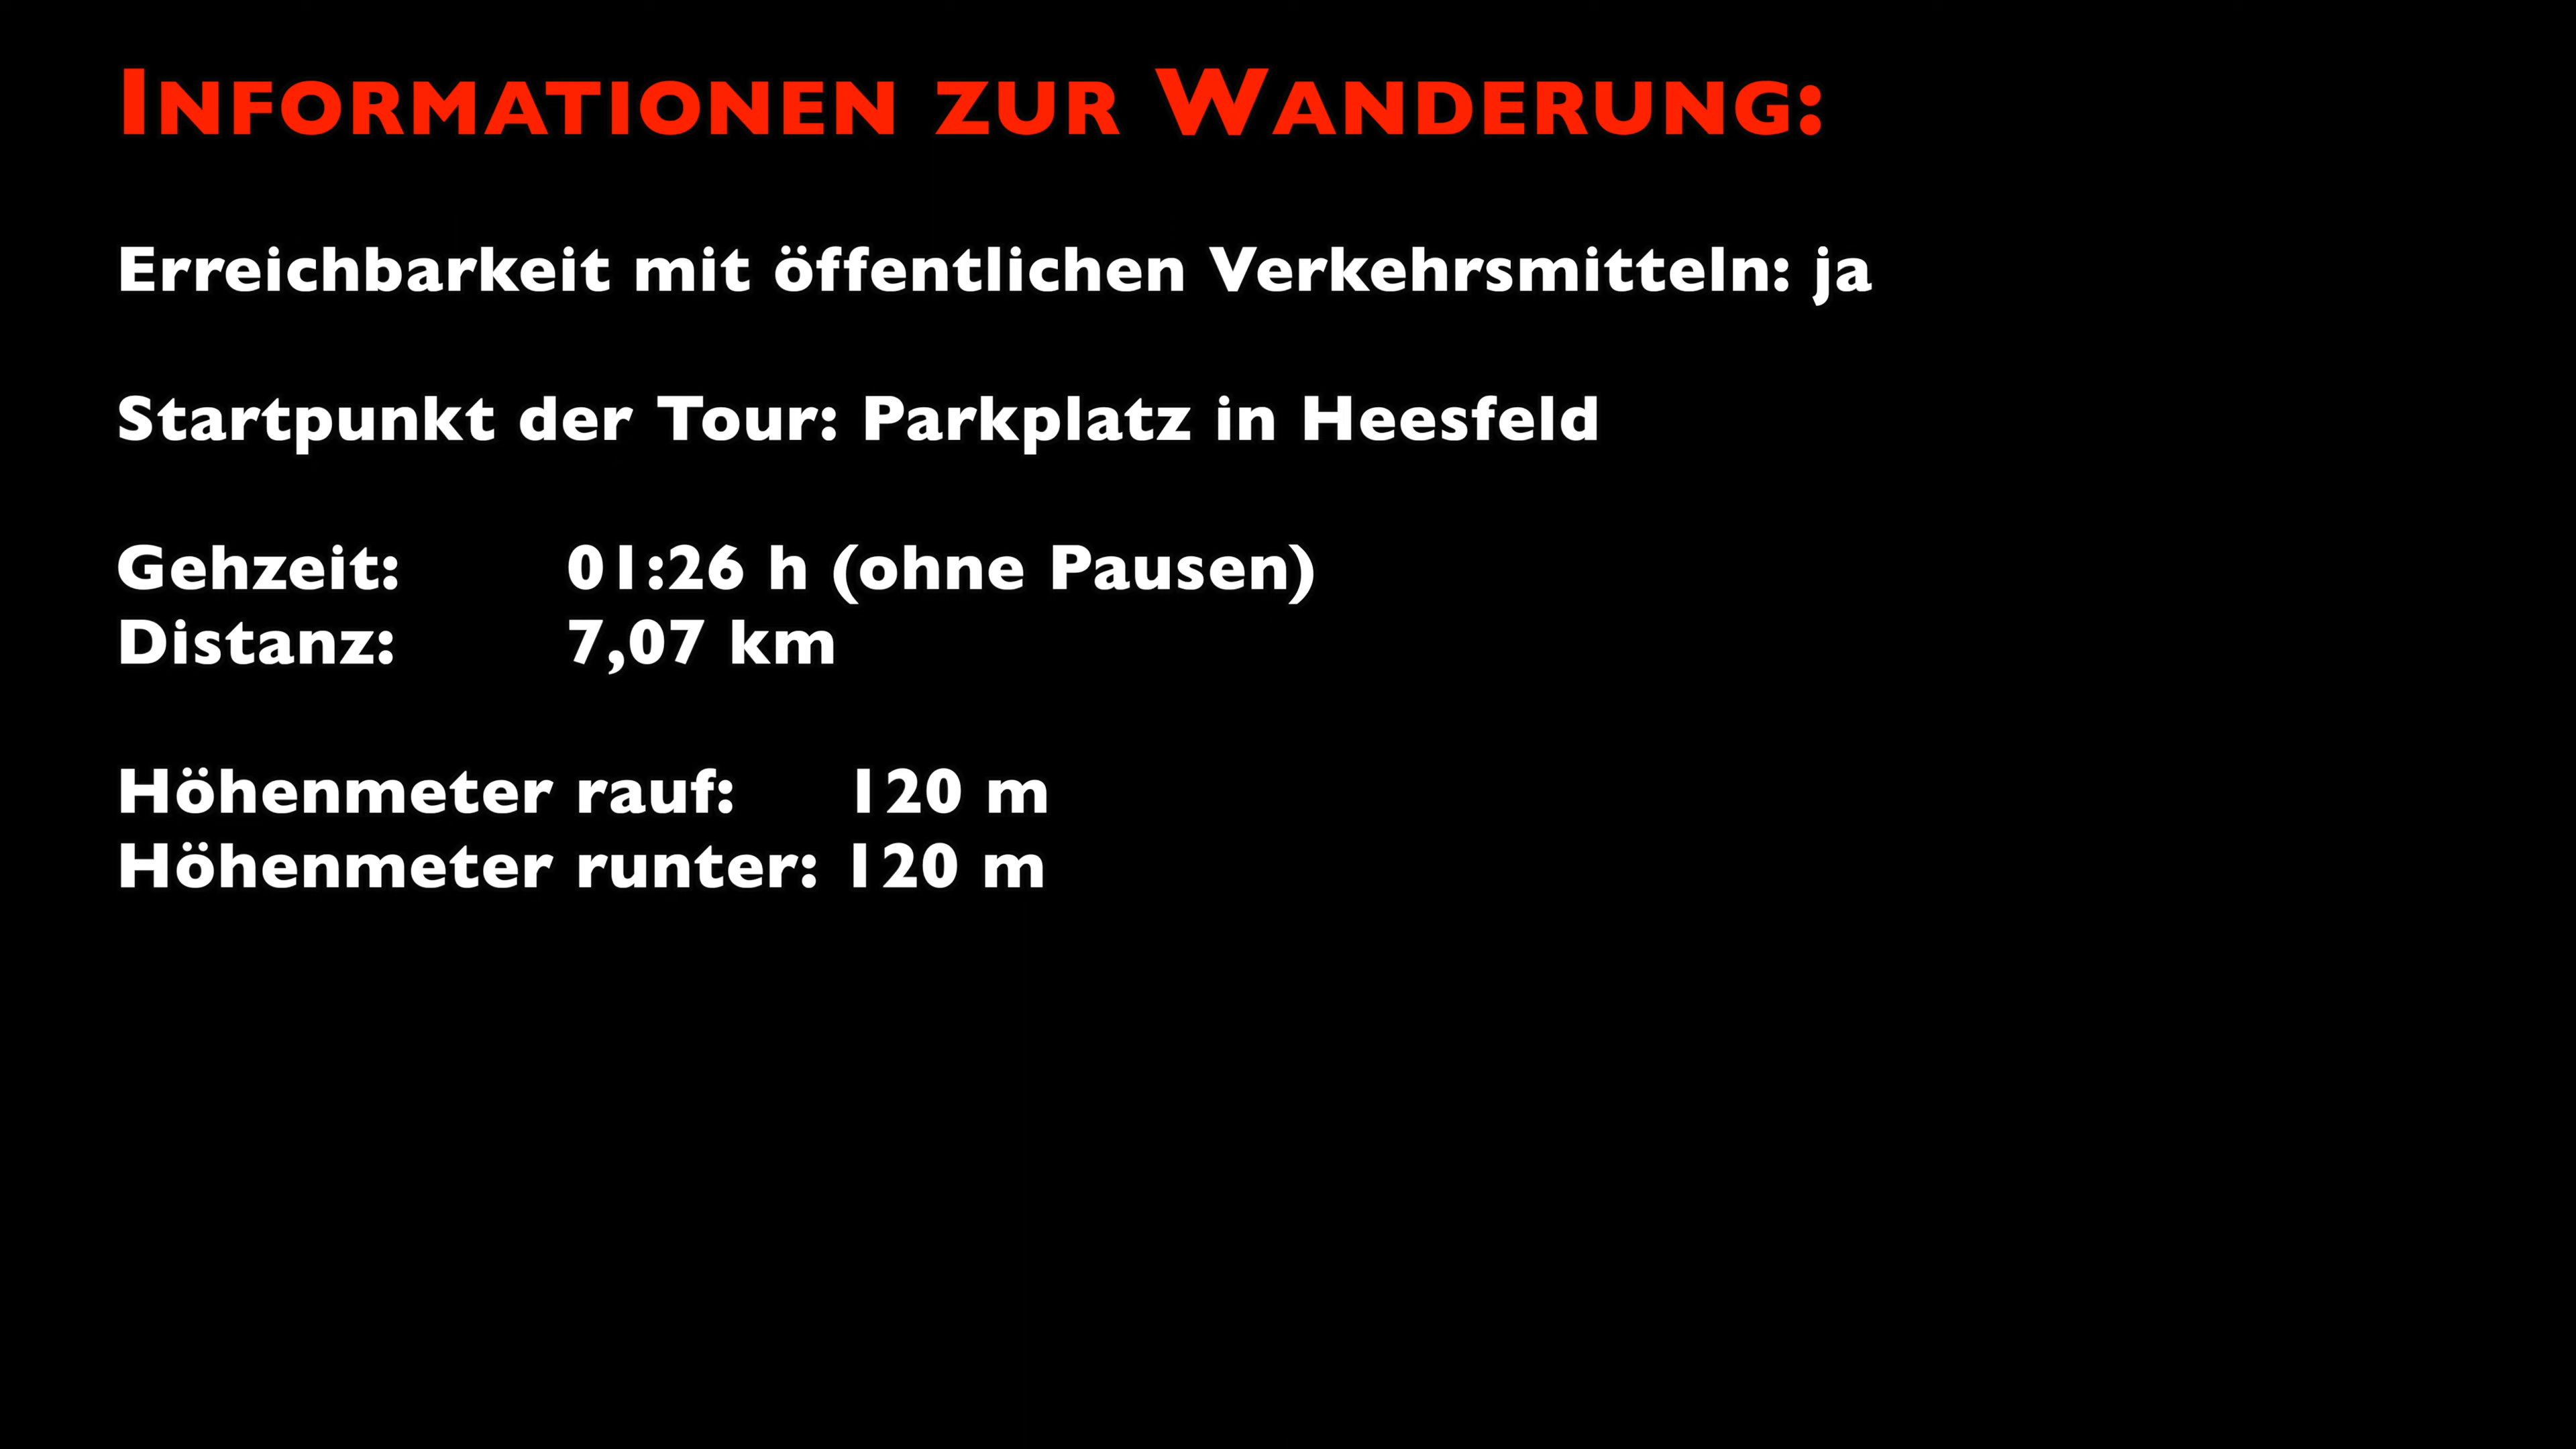 Informationen zur Wanderung:
Erreichbarkeit mit öffentlichen Verkehrsmitteln: ja
Startpunkt der Tour: Parkplatz in Heesfeld
Gehzeit: 01:26 h (ohne Pausen)
Distanz: 7,07 km
Höhenmeter rauf: 120 m
Höhenmeter runter: 120 m